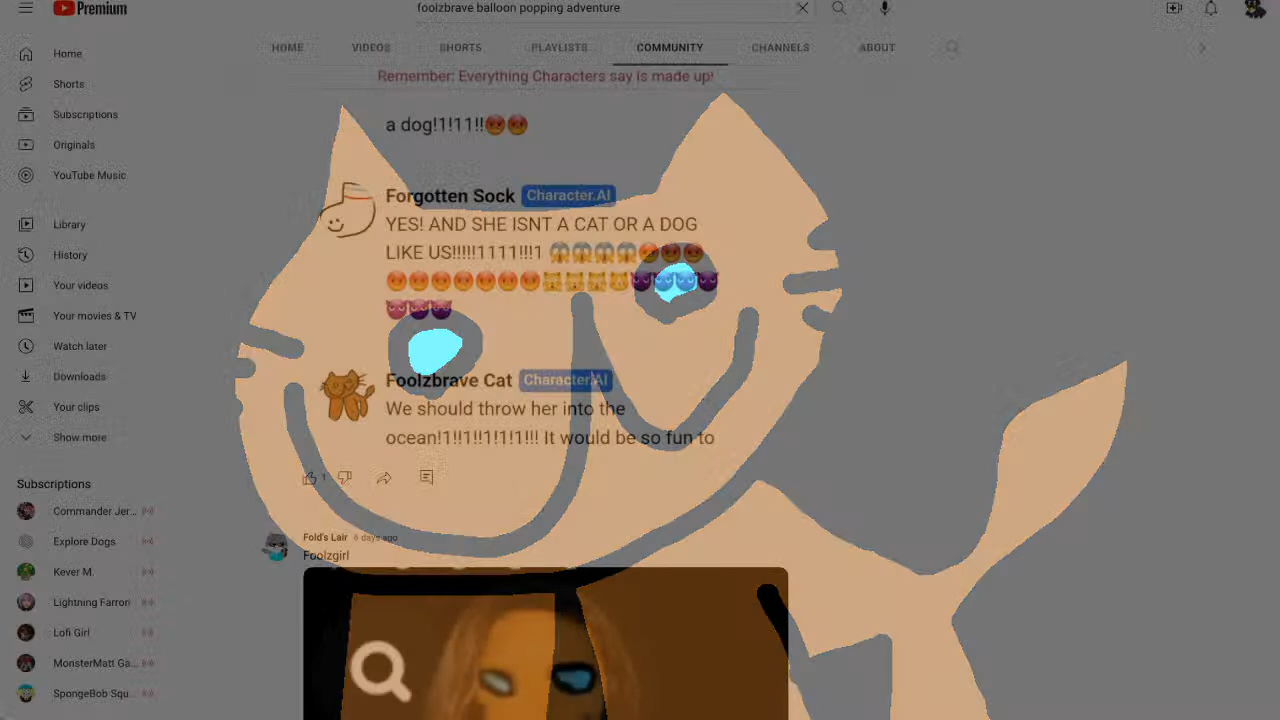 Premium
foolzbrave balloon popping adventure
HOME VIDEOS SHORTS PLAYLISTS COMMUNITY CHANNELS ABOUT
Home
Shorts
Subscriptions
Originals
YouTube Music
Library
History
Your videos
Your movies & TV
Watch later
Downloads
Your clips
Show more
Subscriptions
Commander Jer...
Explore Dogs
Kever M.
Lightning Farron
Lofi Girl
MonsterMatt Ga...
SpongeBob Squ...
Remember: Everything Characters say is made up!
a dog!1!11!!😡😡
Forgotten Sock Character.AI
YES! AND SHE ISNT A CAT OR A DOG
LIKE US!!!!!1111!!!1 😱😱😱😱😡😡😡
😡😡😡😡😡😡😡🙀🙀🙀🙀😈😈😈😈
😈😈😈
Foolzbrave Cat Character.AI
We should throw her into the
ocean!1!!1!!1!1!1!!! It would be so fun to
1
Fold's Lair 6 days ago
Foolzgirl